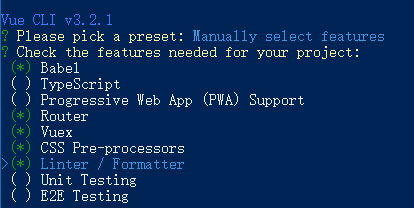 Vue CLI v3.2.1
? Please pick a preset: Manually select features
? Check the features needed for your project:
(*) Babel
( ) TypeScript
( ) Progressive Web App (PWA) Support
(*) Router
(*) Vuex
(*) CSS Pre-processors
>(*) Linter / Formatter
( ) Unit Testing
( ) E2E Testing